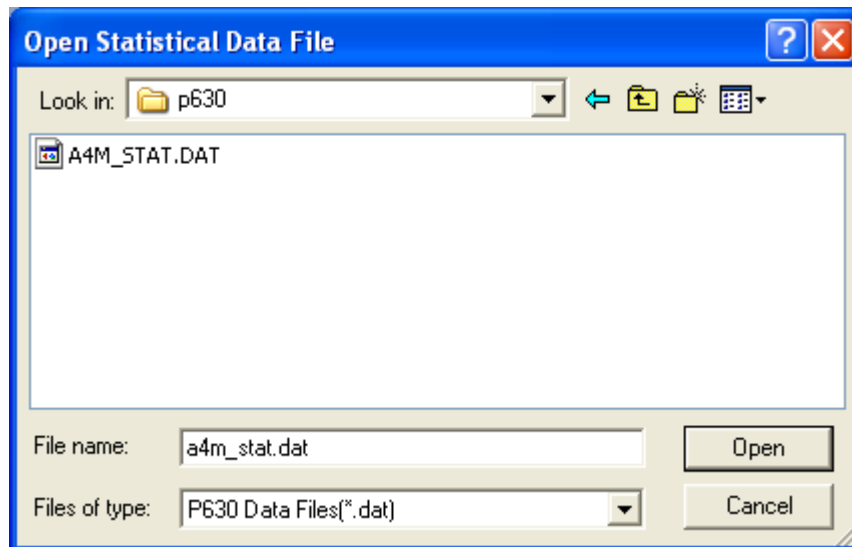 Open Statistical Data File
Look in: p630
A4M_STAT.DAT
File name: a4m_stat.dat Open
Files of type: P630 Data Files(*.dat) Cancel